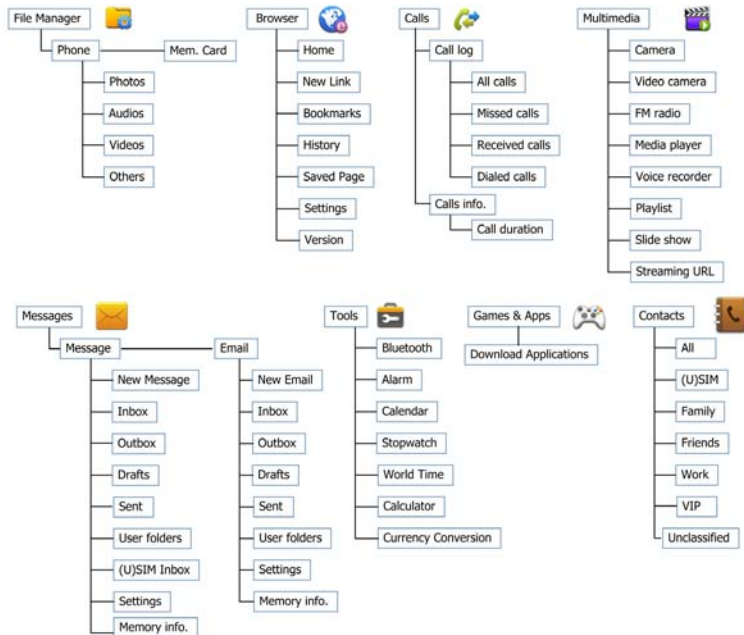 File Manager
Phone
Mem. Card
Photos
Audios
Videos
Others
Browser
Home
New Link
Bookmarks
History
Saved Page
Settings
Version
Calls
Call log
All calls
Missed calls
Received calls
Dialed calls
Calls info.
Call duration
Multimedia
Camera
Video camera
FM radio
Media player
Voice recorder
Playlist
Slide show
Streaming URL
Messages
Message
New Message
Inbox
Outbox
Drafts
Sent
User folders
(U)SIM Inbox
Settings
Memory info.
Email
New Email
Inbox
Outbox
Drafts
Sent
User folders
Settings
Memory info.
Tools
Bluetooth
Alarm
Calendar
Stopwatch
World Time
Calculator
Currency Conversion
Games & Apps
Download Applications
Contacts
All
(U)SIM
Family
Friends
Work
VIP
Unclassified